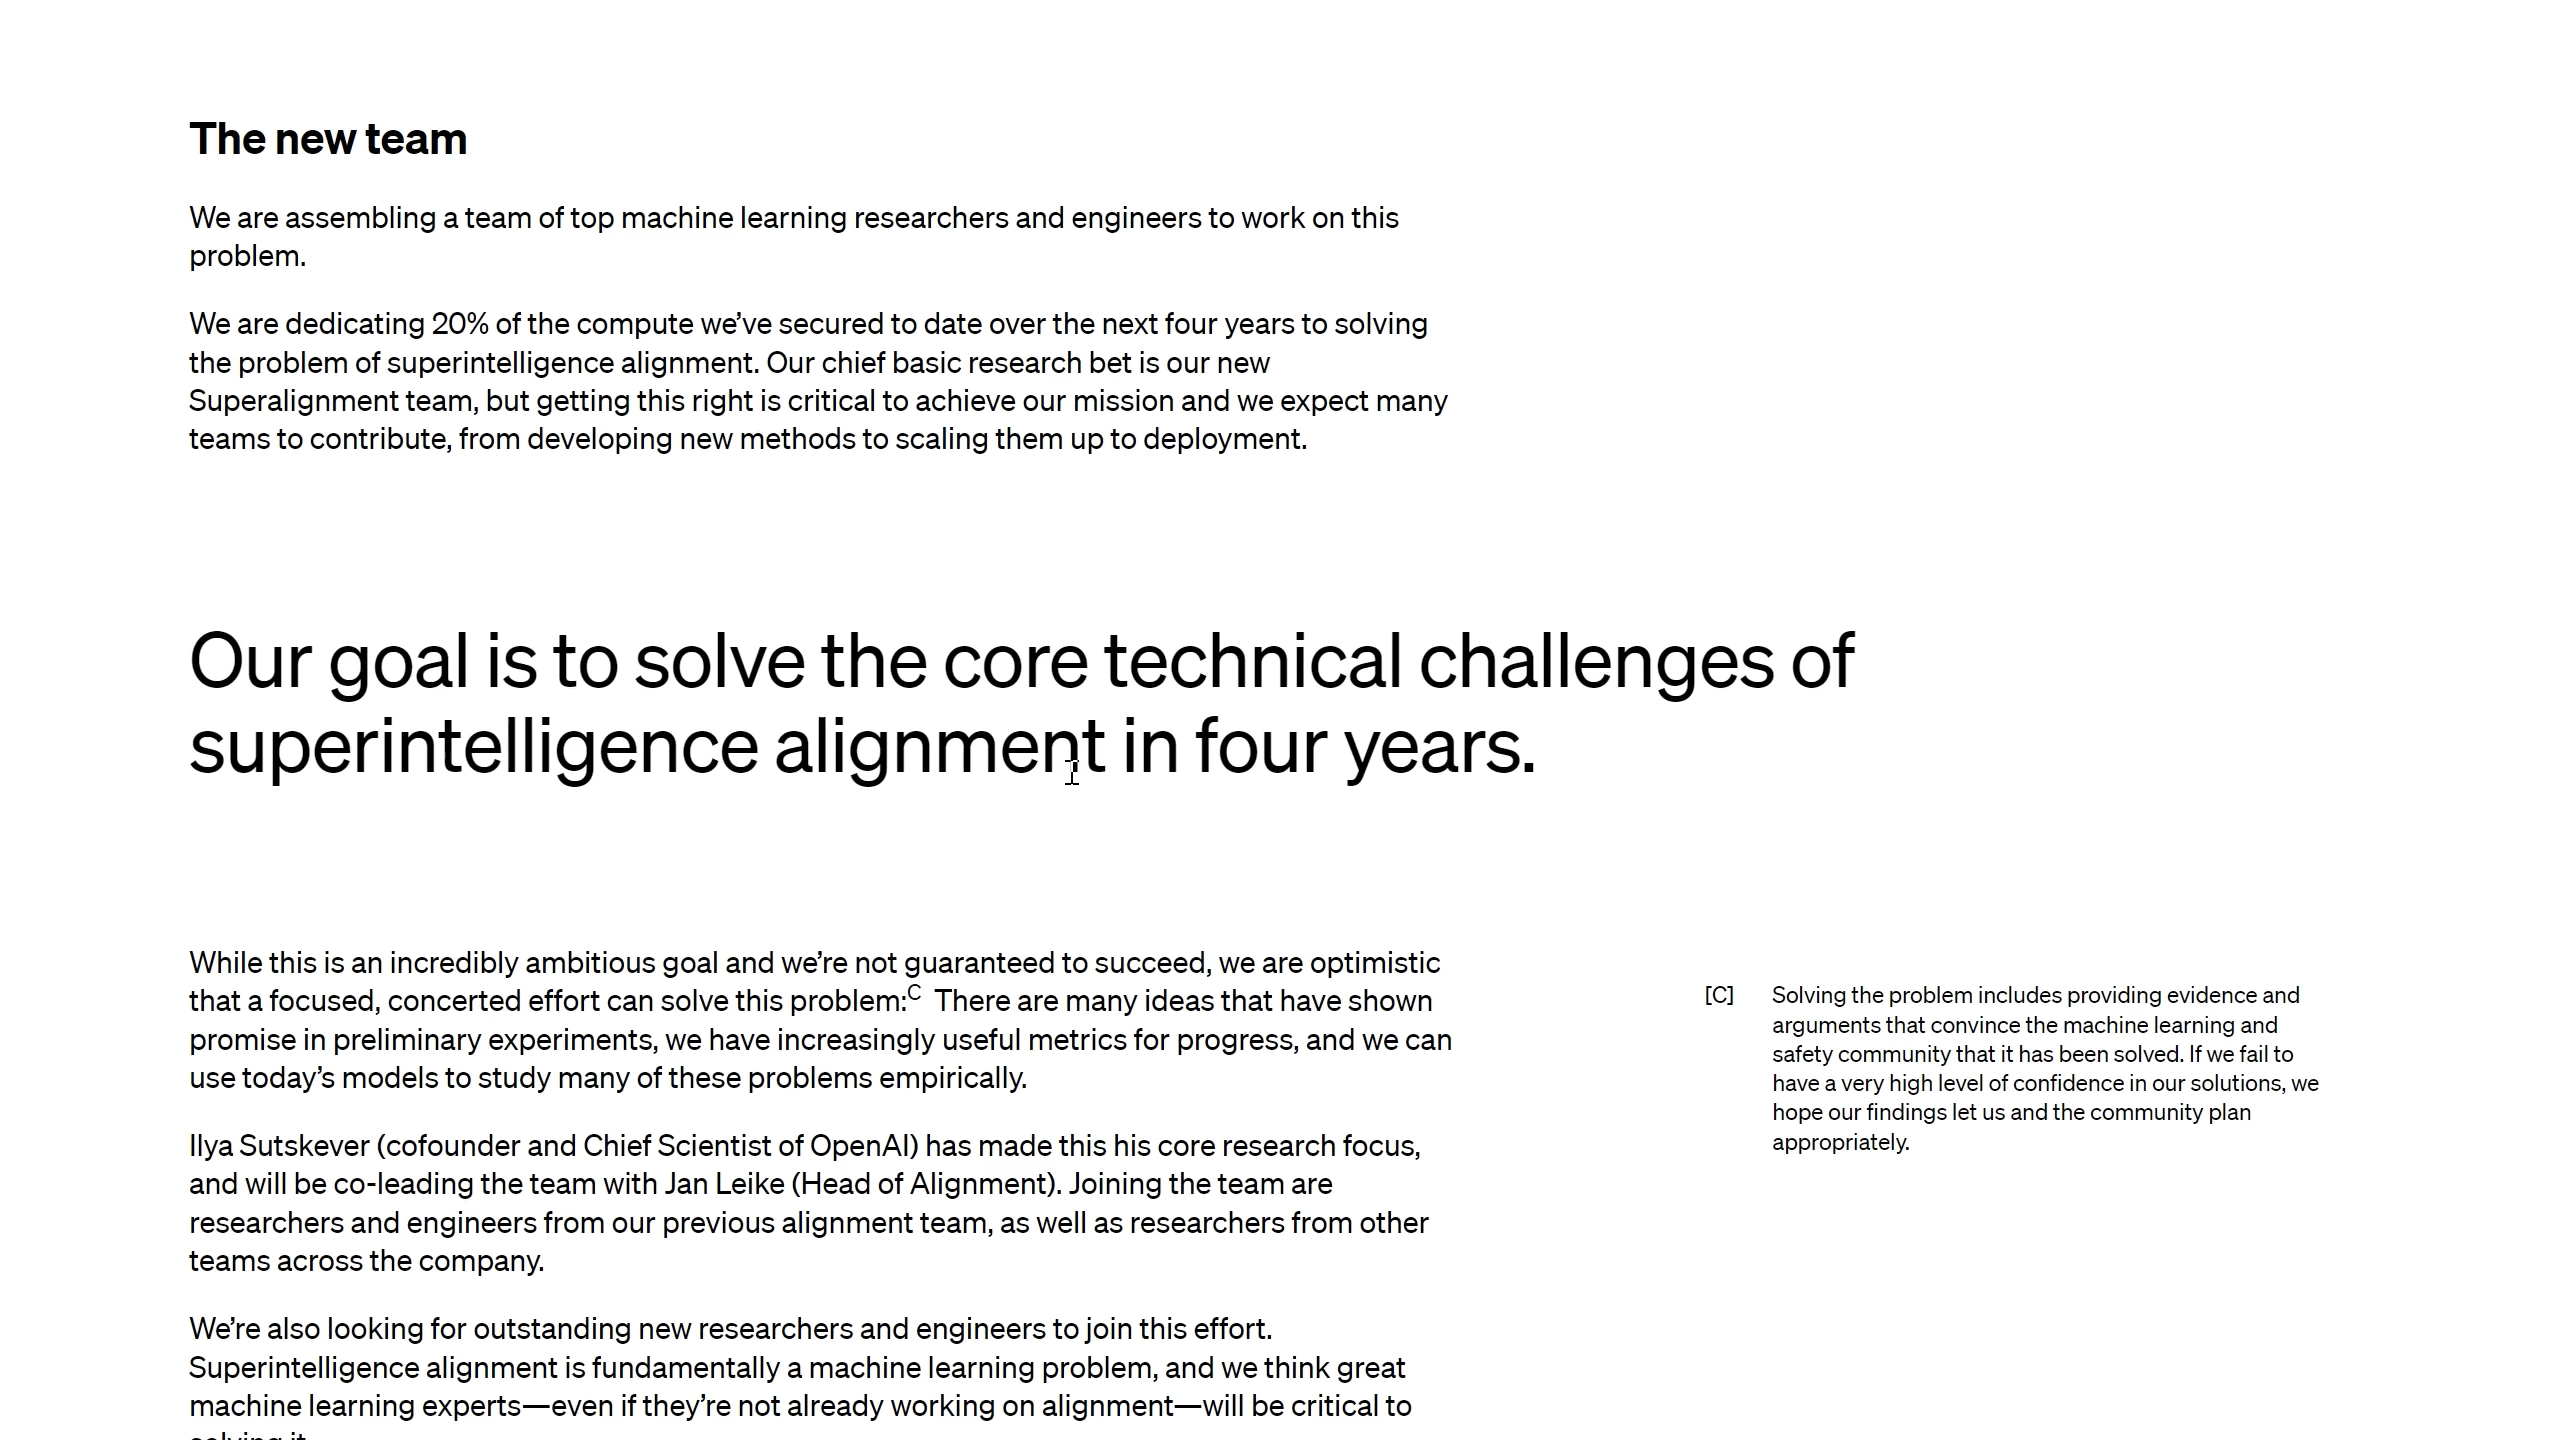 The new team
We are assembling a team of top machine learning researchers and engineers to work on this
problem.
We are dedicating 20% of the compute we’ve secured to date over the next four years to solving
the problem of superintelligence alignment. Our chief basic research bet is our new
Superalignment team, but getting this right is critical to achieve our mission and we expect many
teams to contribute, from developing new methods to scaling them up to deployment.
Our goal is to solve the core technical challenges of
superintelligence alignment in four years.
While this is an incredibly ambitious goal and we’re not guaranteed to succeed, we are optimistic
that a focused, concerted effort can solve this problem:C There are many ideas that have shown
promise in preliminary experiments, we have increasingly useful metrics for progress, and we can
use today’s models to study many of these problems empirically.
Ilya Sutskever (cofounder and Chief Scientist of OpenAI) has made this his core research focus,
and will be co-leading the team with Jan Leike (Head of Alignment). Joining the team are
researchers and engineers from our previous alignment team, as well as researchers from other
teams across the company.
We’re also looking for outstanding new researchers and engineers to join this effort.
Superintelligence alignment is fundamentally a machine learning problem, and we think great
machine learning experts—even if they’re not already working on alignment—will be critical to
solving it.
[C] Solving the problem includes providing evidence and
arguments that convince the machine learning and
safety community that it has been solved. If we fail to
have a very high level of confidence in our solutions, we
hope our findings let us and the community plan
appropriately.